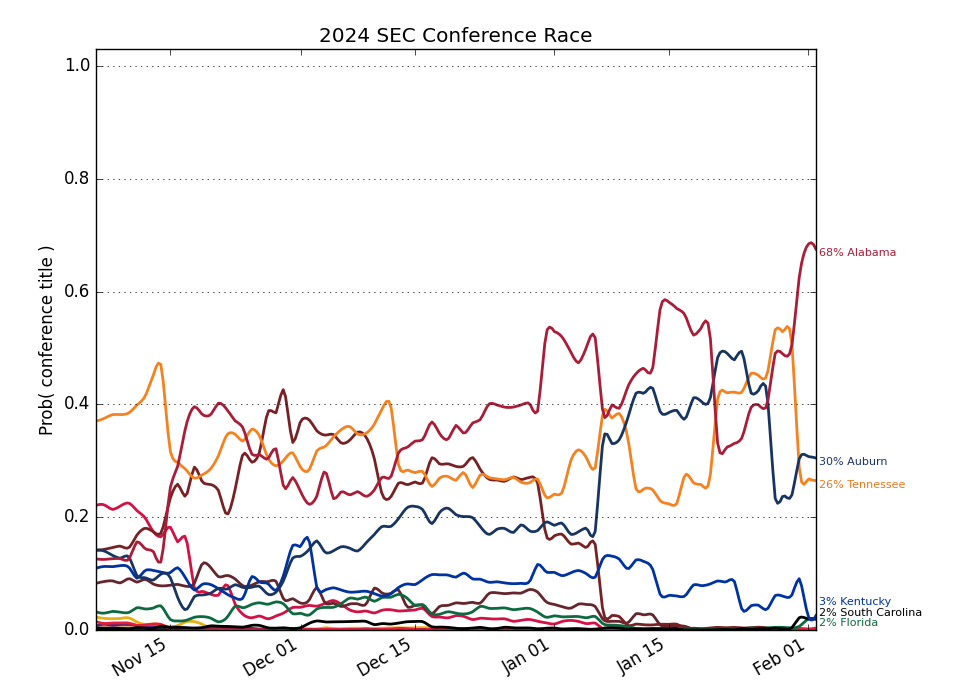 2024 SEC Conference Race
1.0
0.8
0.6
0.4
0.2
0.0
Prob( conference title )
68% Alabama
30% Auburn
26% Tennessee
3% Kentucky
2% South Carolina
2% Florida
Nov 15
Dec 01
Dec 15
Jan 01
Jan 15
Feb 01